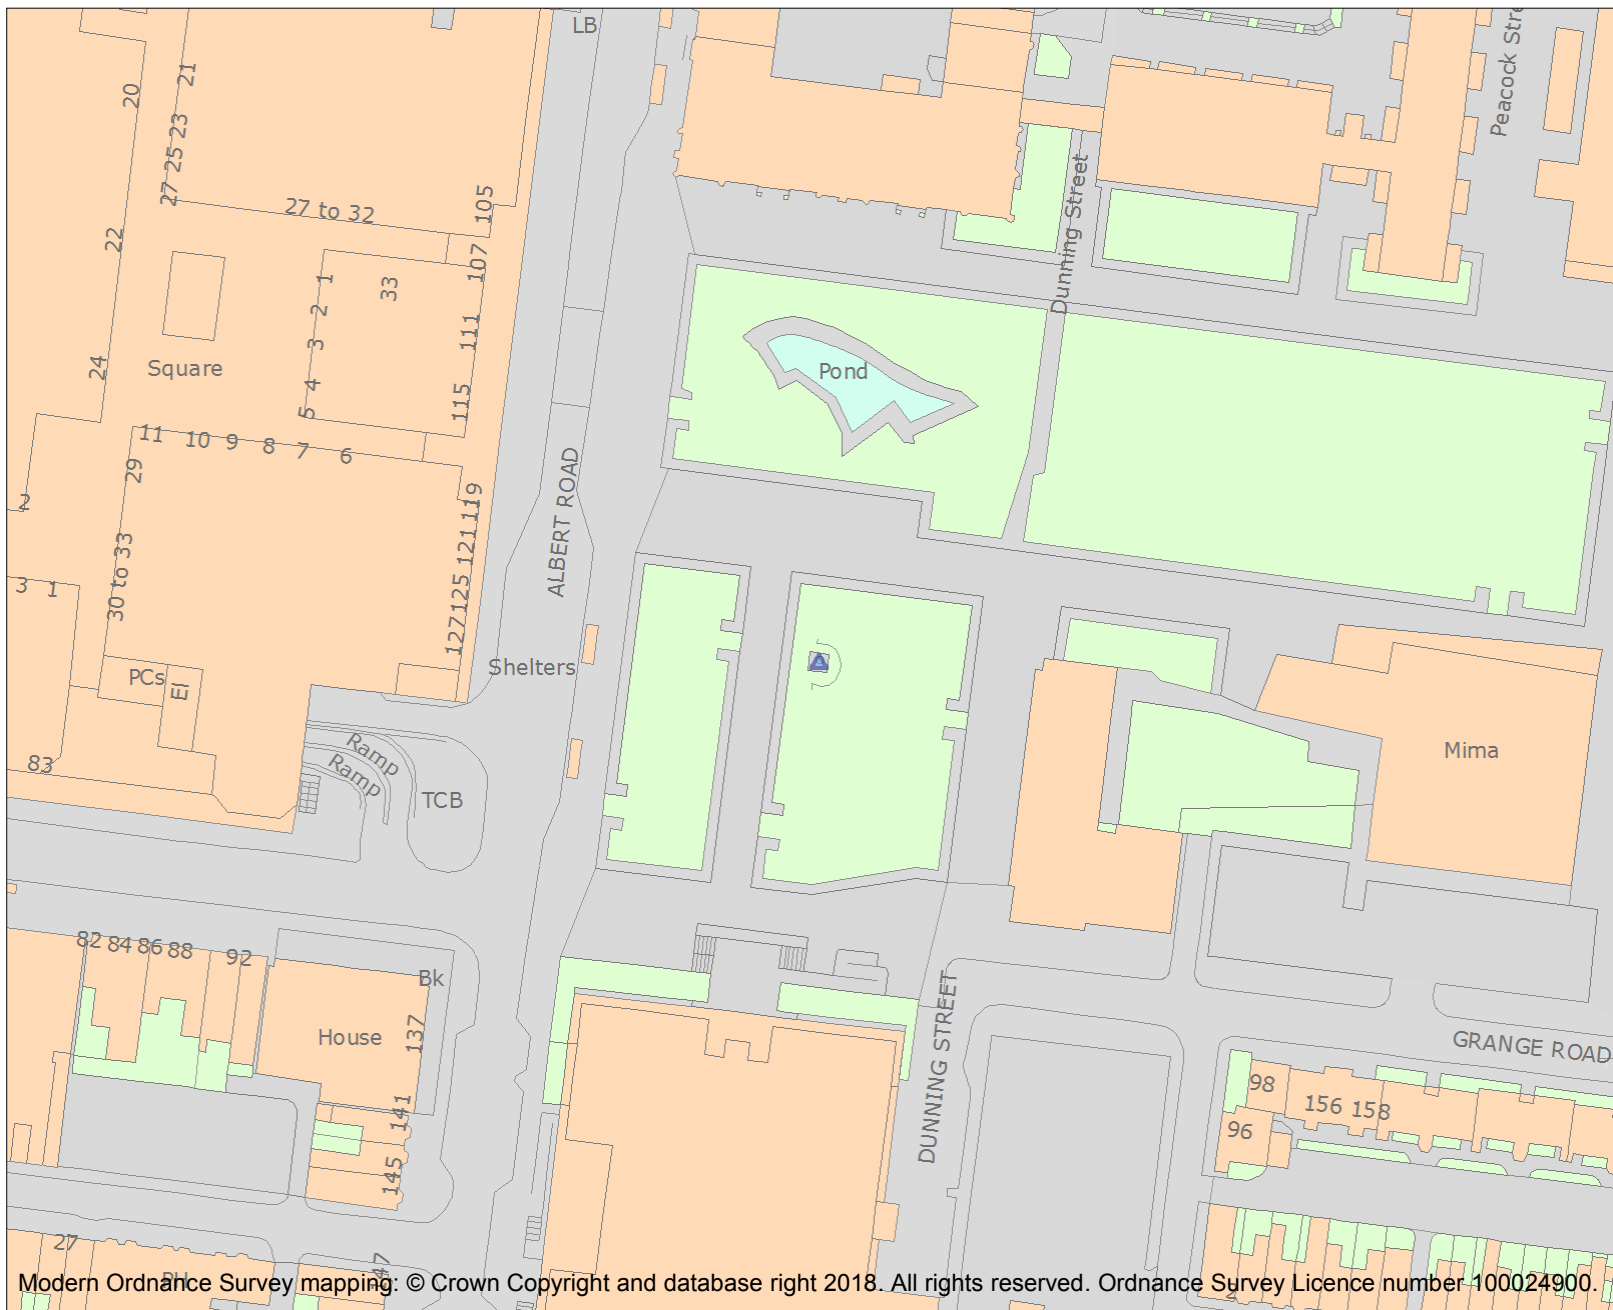 LB
Peacock Stre
20
21
23
25
27
22
24
27 to 32
105
107
111
115
33
1
2
3
4
5
Square
Dunning Street
Pond
11 10 9 8 7 6
29
30 to 33
2
3 1
119
121
125
127
ALBERT ROAD
Shelters
PCs
El
83
Ramp
Ramp
TCB
Mima
82 84 86 88 92
Bk
House
137
141
145
147
DUNNING STREET
GRANGE ROAD
98
156 158
96
27
PH
2
Modern Ordnance Survey mapping: © Crown Copyright and database right 2018. All rights reserved. Ordnance Survey Licence number 100024900.